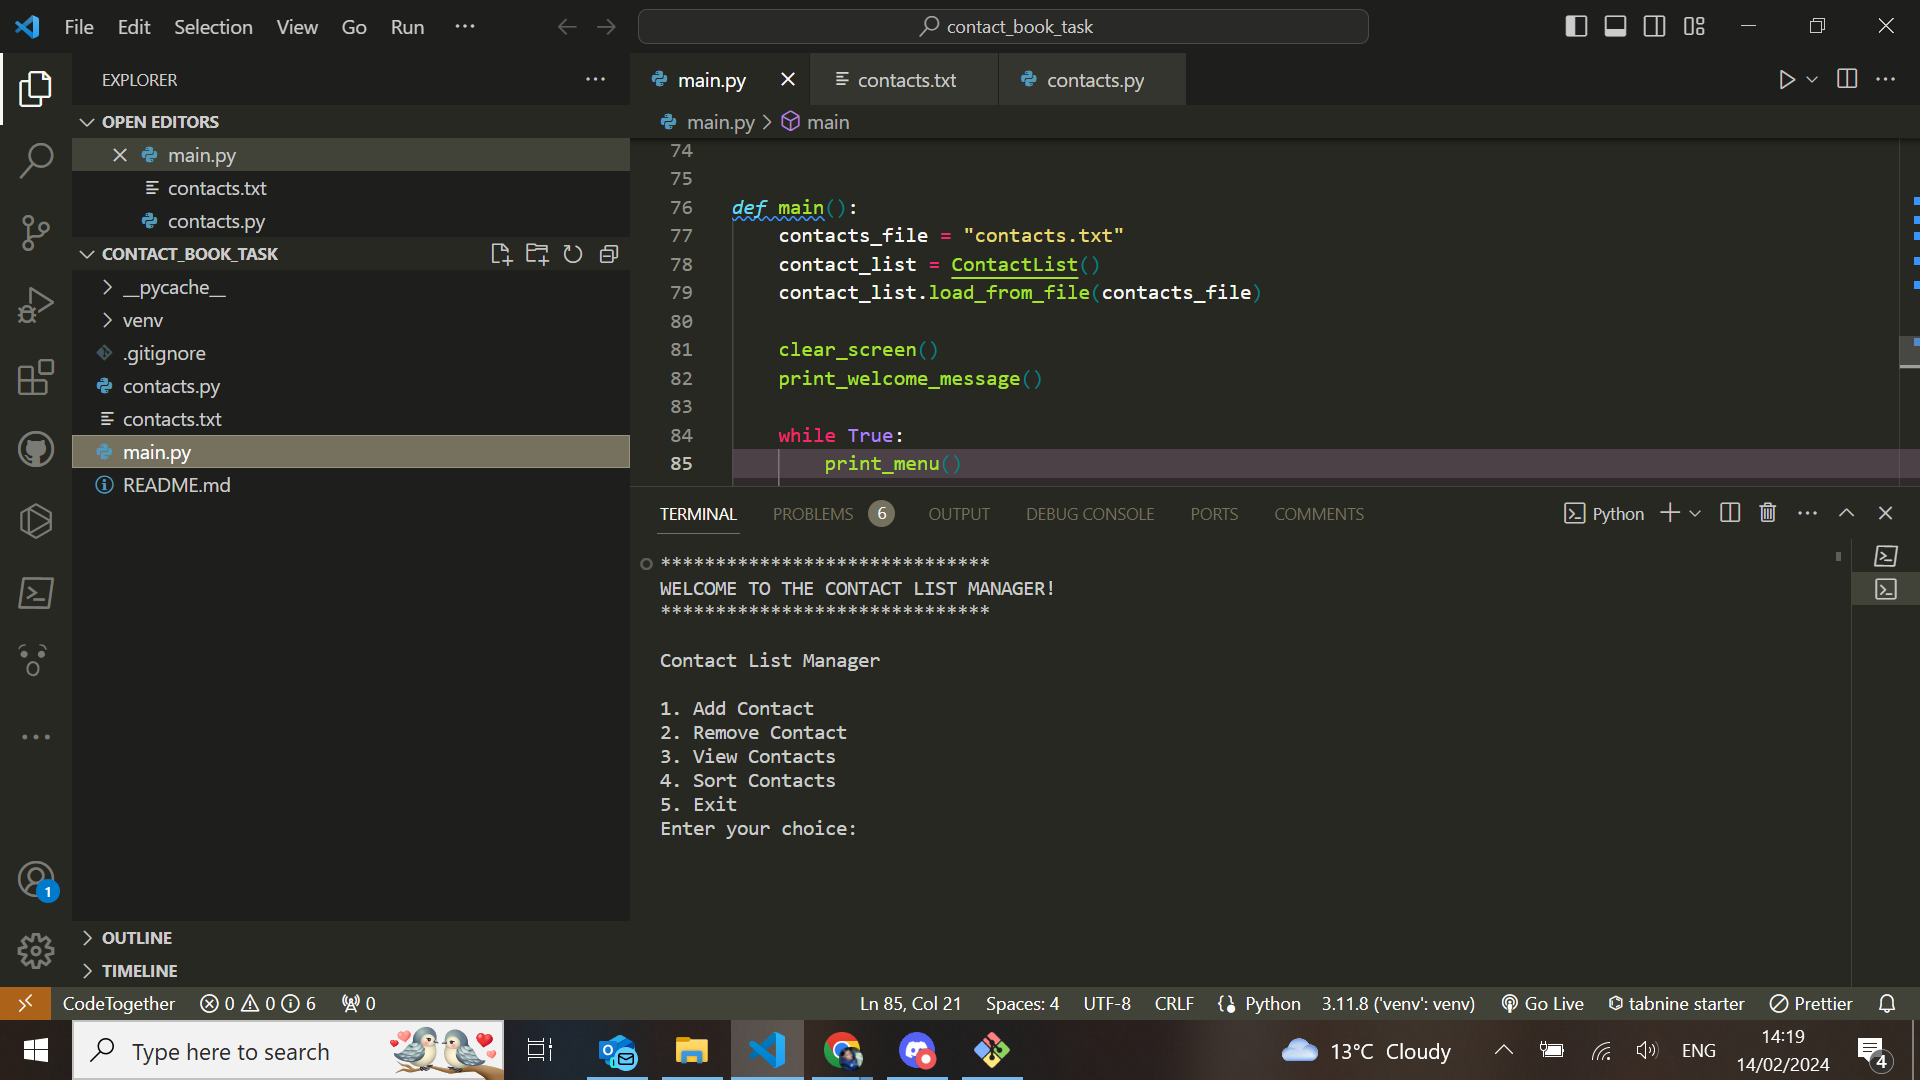 File Edit Selection View Go Run ···
contact_book_task
EXPLORER
OPEN EDITORS
main.py
contacts.txt
contacts.py
CONTACT_BOOK_TASK
__pycache__
venv
.gitignore
contacts.py
contacts.txt
main.py
README.md
OUTLINE
TIMELINE
main.py contacts.txt contacts.py
main.py > main
74
75
76 def main():
77 contacts_file = "contacts.txt"
78 contact_list = ContactList()
79 contact_list.load_from_file(contacts_file)
80
81 clear_screen()
82 print_welcome_message()
83
84 while True:
85 print_menu()
TERMINAL PROBLEMS 6 OUTPUT DEBUG CONSOLE PORTS COMMENTS Python
******************************
WELCOME TO THE CONTACT LIST MANAGER!
******************************
Contact List Manager
1. Add Contact
2. Remove Contact
3. View Contacts
4. Sort Contacts
5. Exit
Enter your choice:
1
CodeTogether 0 0 6 0 Ln 85, Col 21 Spaces: 4 UTF-8 CRLF Python 3.11.8 ('venv': venv) Go Live tabnine starter Prettier
Type here to search
13°C Cloudy ENG 14:19
14/02/2024
4